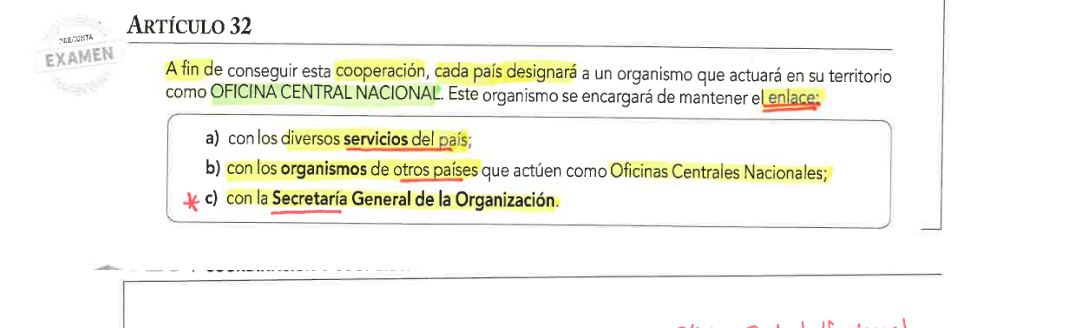 PREGUNTA
EXAMEN
ARTÍCULO 32
A fin de conseguir esta cooperación, cada país designará a un organismo que actuará en su territorio
como OFICINA CENTRAL NACIONAL. Este organismo se encargará de mantener el enlace:
a) con los diversos servicios del país;
b) con los organismos de otros países que actúen como Oficinas Centrales Nacionales;
* c) con la Secretaría General de la Organización.